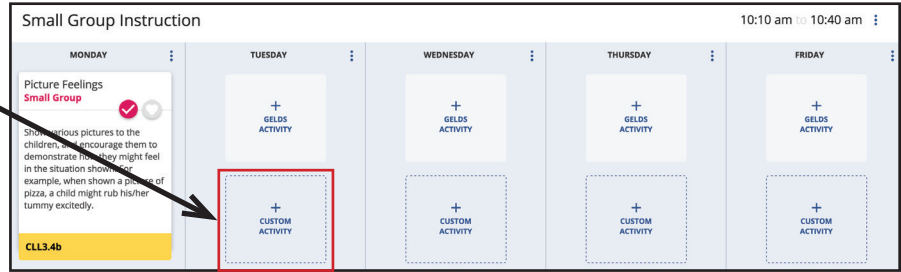 Small Group Instruction
10:10 am to 10:40 am
MONDAY
TUESDAY
WEDNESDAY
THURSDAY
FRIDAY
Picture Feelings
Small Group
Show various pictures to the
children, and encourage them to
demonstrate how they might feel
in the situation shown. For
example, when shown a picture of
pizza, a child might rub his/her
tummy excitedly.
CLL3.4b
+
GELDS
ACTIVITY
+
CUSTOM
ACTIVITY
+
GELDS
ACTIVITY
+
CUSTOM
ACTIVITY
+
GELDS
ACTIVITY
+
CUSTOM
ACTIVITY
+
GELDS
ACTIVITY
+
CUSTOM
ACTIVITY